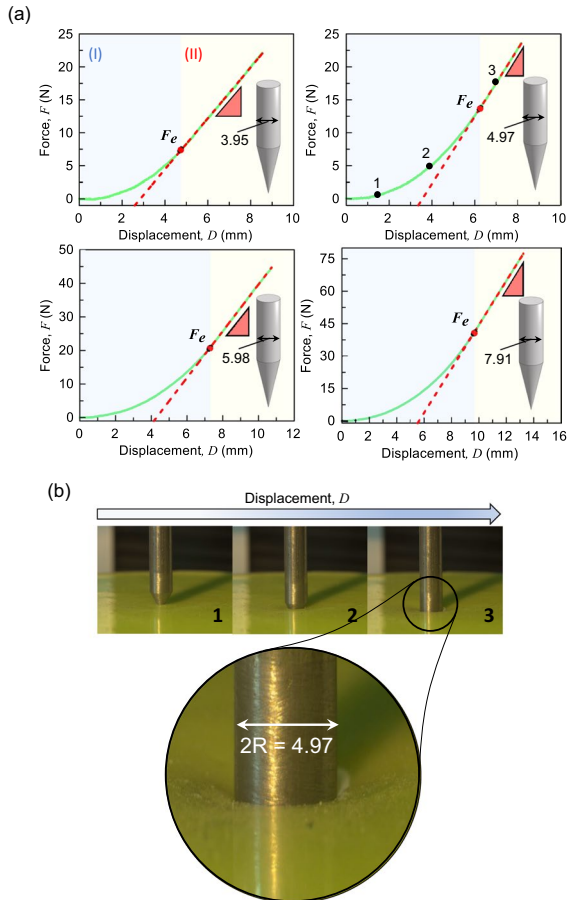 (a)
(I)
(II)
25
20
15
10
5
0
Force, F (N)
Fe
3.95
0 2 4 6 8 10
Displacement, D (mm)
25
20
15
10
5
0
Force, F (N)
1
2
3
Fe
4.97
0 2 4 6 8 10
Displacement, D (mm)
50
40
30
20
10
0
Force, F (N)
Fe
5.98
0 2 4 6 8 10 12
Displacement, D (mm)
75
60
45
30
15
0
Force, F (N)
Fe
7.91
0 2 4 6 8 10 12 14 16
Displacement, D (mm)
(b)
Displacement, D
1
2
3
2R = 4.97